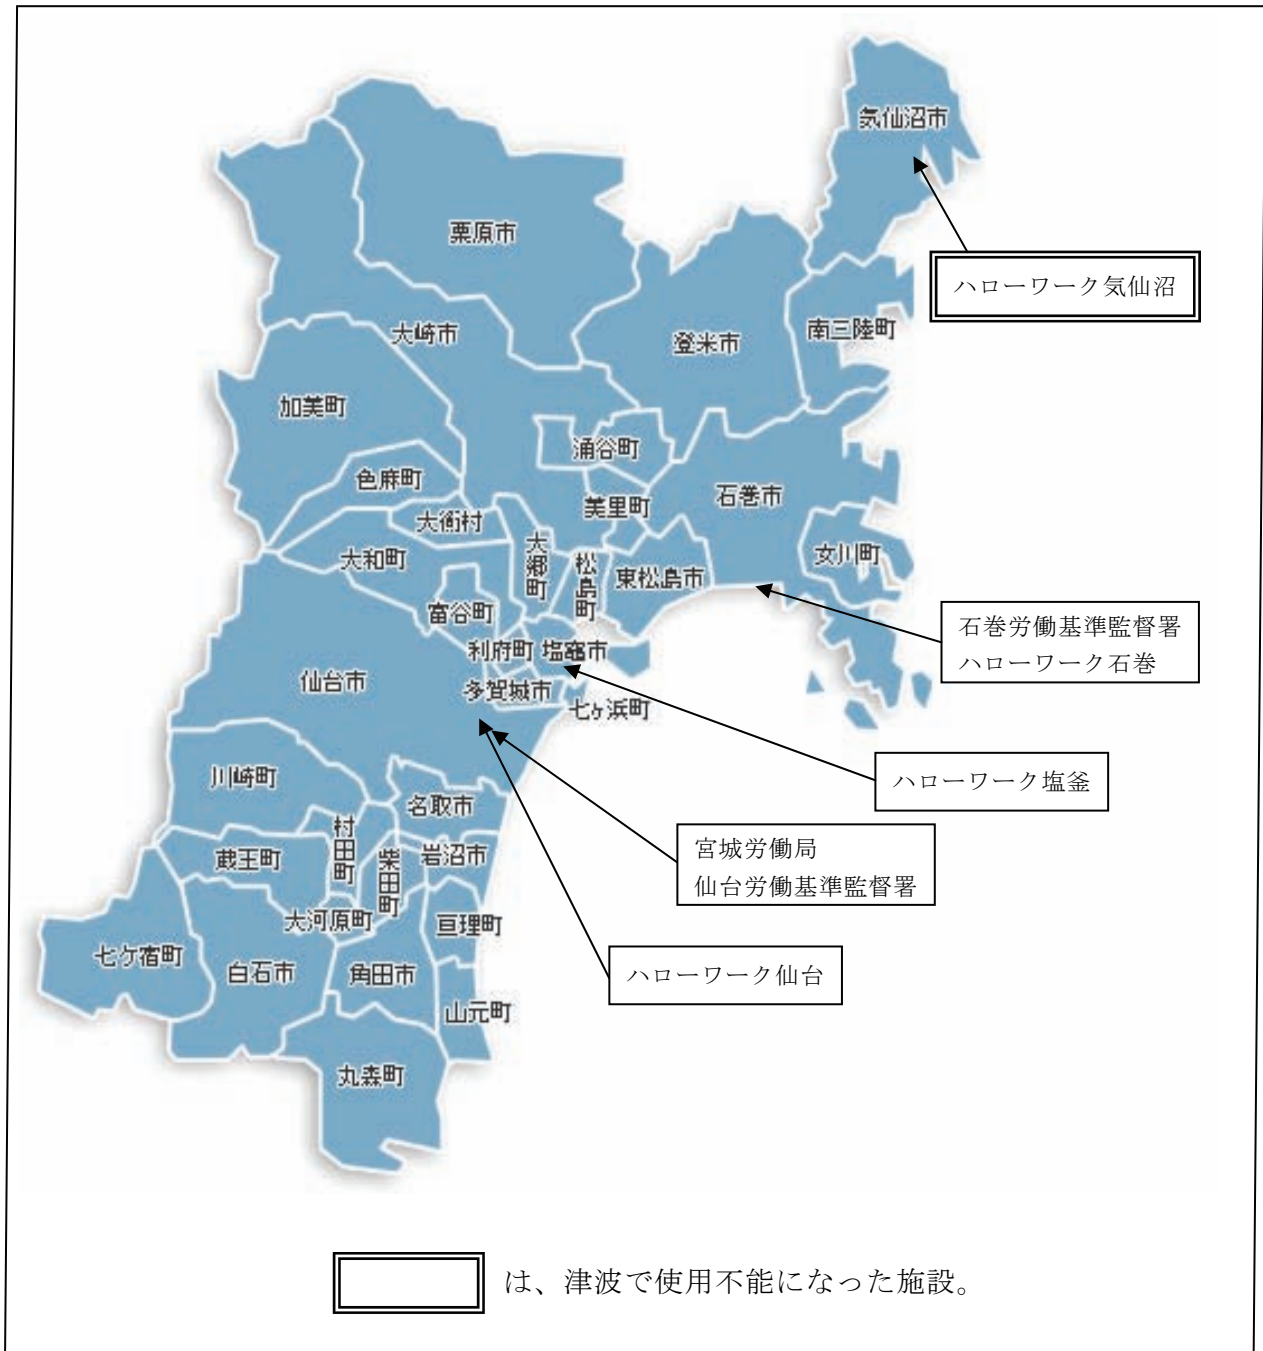 気仙沼市
栗原市
ハローワーク気仙沼
大崎市
登米市
南三陸町
加美町
涌谷町
色麻町
石巻市
美里町
大衡村
大和町
大郷町
松島町
東松島市
女川町
富谷町
石巻労働基準監督署
ハローワーク石巻
利府町
塩竈市
仙台市
多賀城市
七ヶ浜町
川崎町
ハローワーク塩釜
名取市
村田町
宮城労働局
仙台労働基準監督署
蔵王町
柴田町
岩沼市
大河原町
亘理町
七ケ宿町
白石市
角田市
ハローワーク仙台
山元町
丸森町
は、津波で使用不能になった施設。